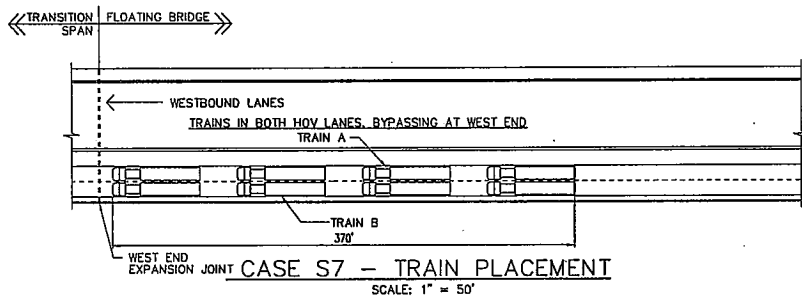 TRANSITION SPAN
FLOATING BRIDGE
WESTBOUND LANES
TRAINS IN BOTH HOV LANES, BYPASSING AT WEST END
TRAIN A
TRAIN B
370'
WEST END
EXPANSION JOINT
CASE S7 - TRAIN PLACEMENT
SCALE: 1" = 50'